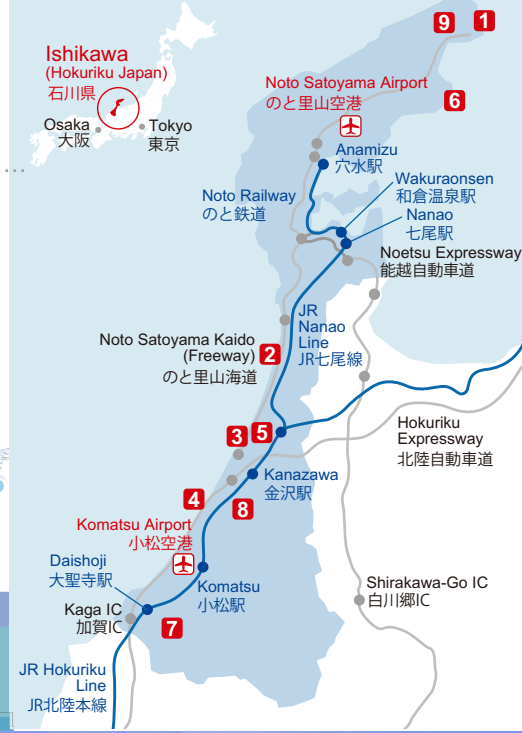 9
1
Ishikawa
(Hokuriku Japan)
石川県
Osaka
大阪
Tokyo
東京
Noto Satoyama Airport
のと里山空港
6
Anamizu
穴水駅
Wakuraonsen
和倉温泉駅
Noto Railway
のと鉄道
Nanao
七尾駅
Noetsu Expressway
能越自動車道
JR
Nanao
Line
JR七尾線
Noto Satoyama Kaido
(Freeway)
のと里山海道
2
3
5
Hokuriku
Expressway
北陸自動車道
Kanazawa
金沢駅
4
8
Komatsu Airport
小松空港
Daishoji
大聖寺駅
Komatsu
小松駅
Shirakawa-Go IC
白川郷IC
Kaga IC
加賀IC
7
JR Hokuriku
Line
JR北陸本線